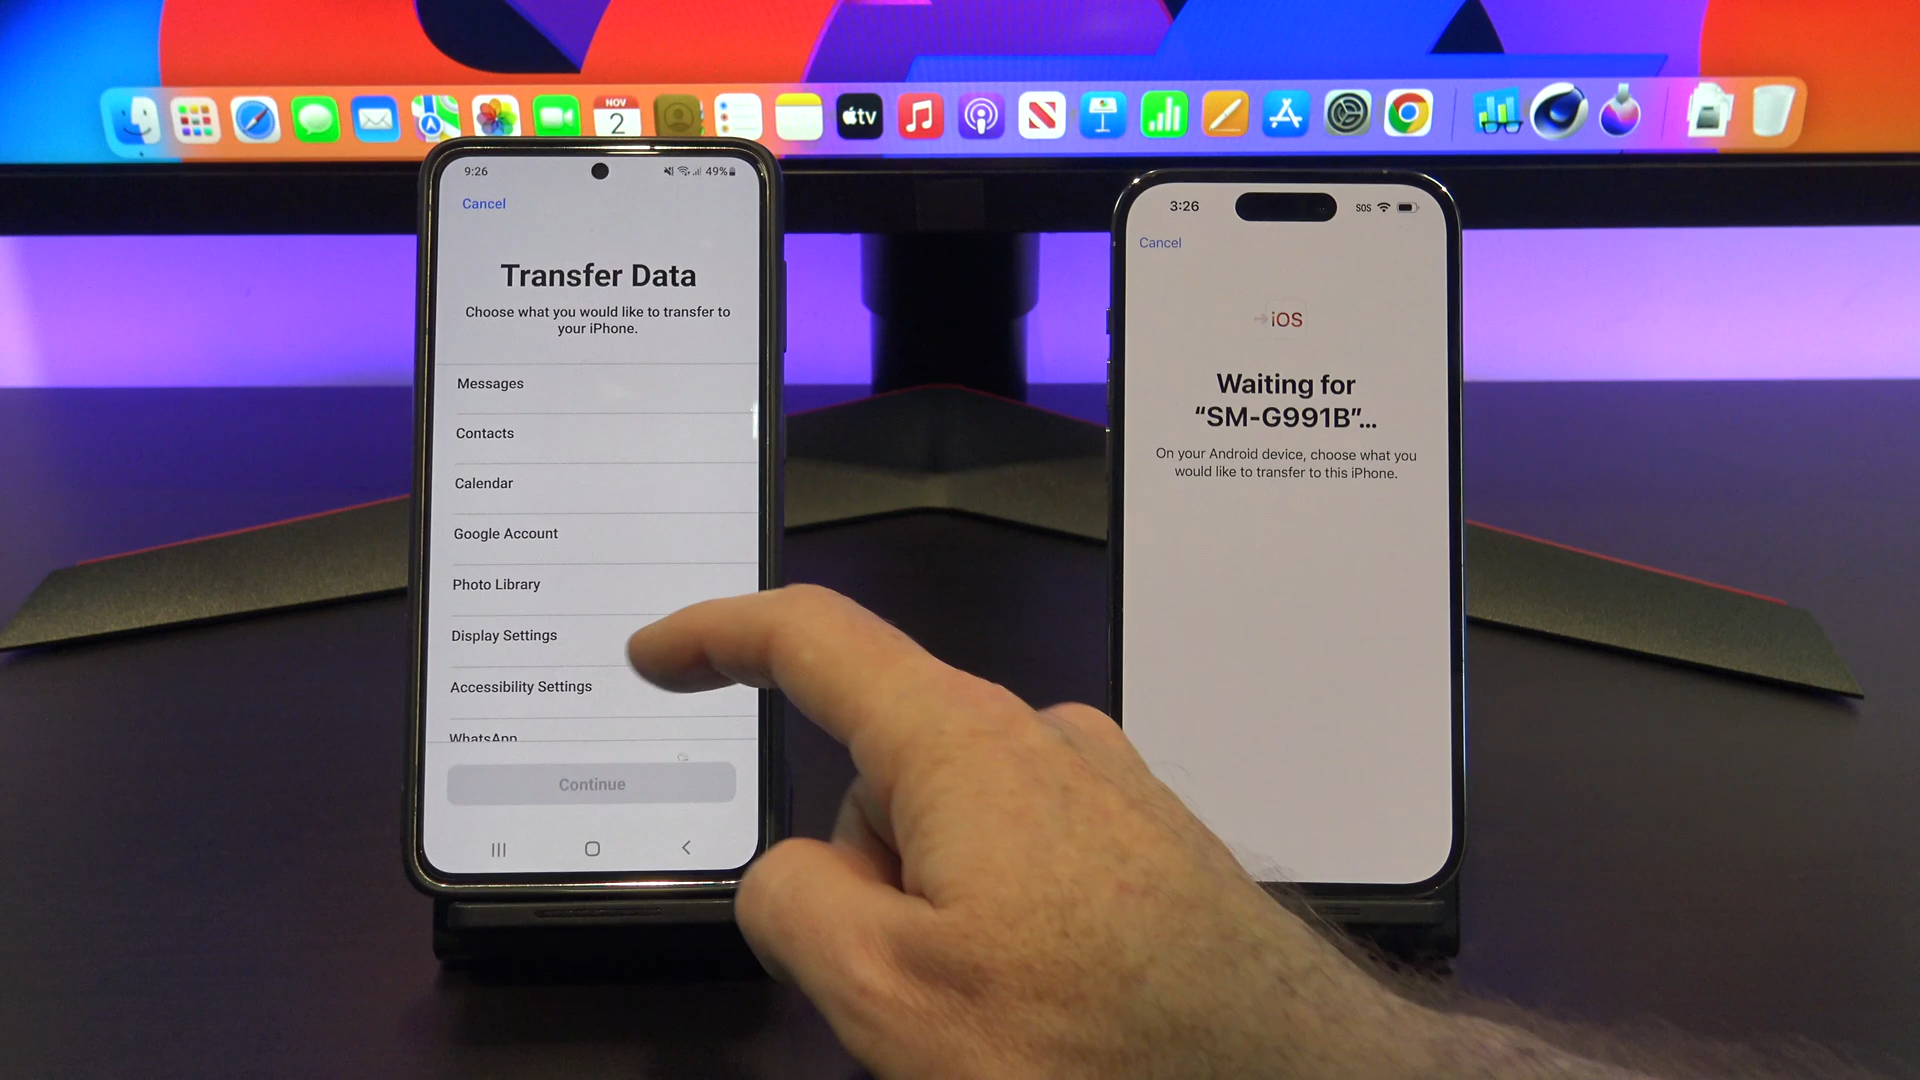 NOV
2
tv
9:26
49%
Cancel
Transfer Data
Choose what you would like to transfer to
your iPhone.
Messages
Contacts
Calendar
Google Account
Photo Library
Display Settings
Accessibility Settings
WhatsApp
Continue
3:26
SOS
Cancel
iOS
Waiting for
“SM-G991B”...
On your Android device, choose what you
would like to transfer to this iPhone.